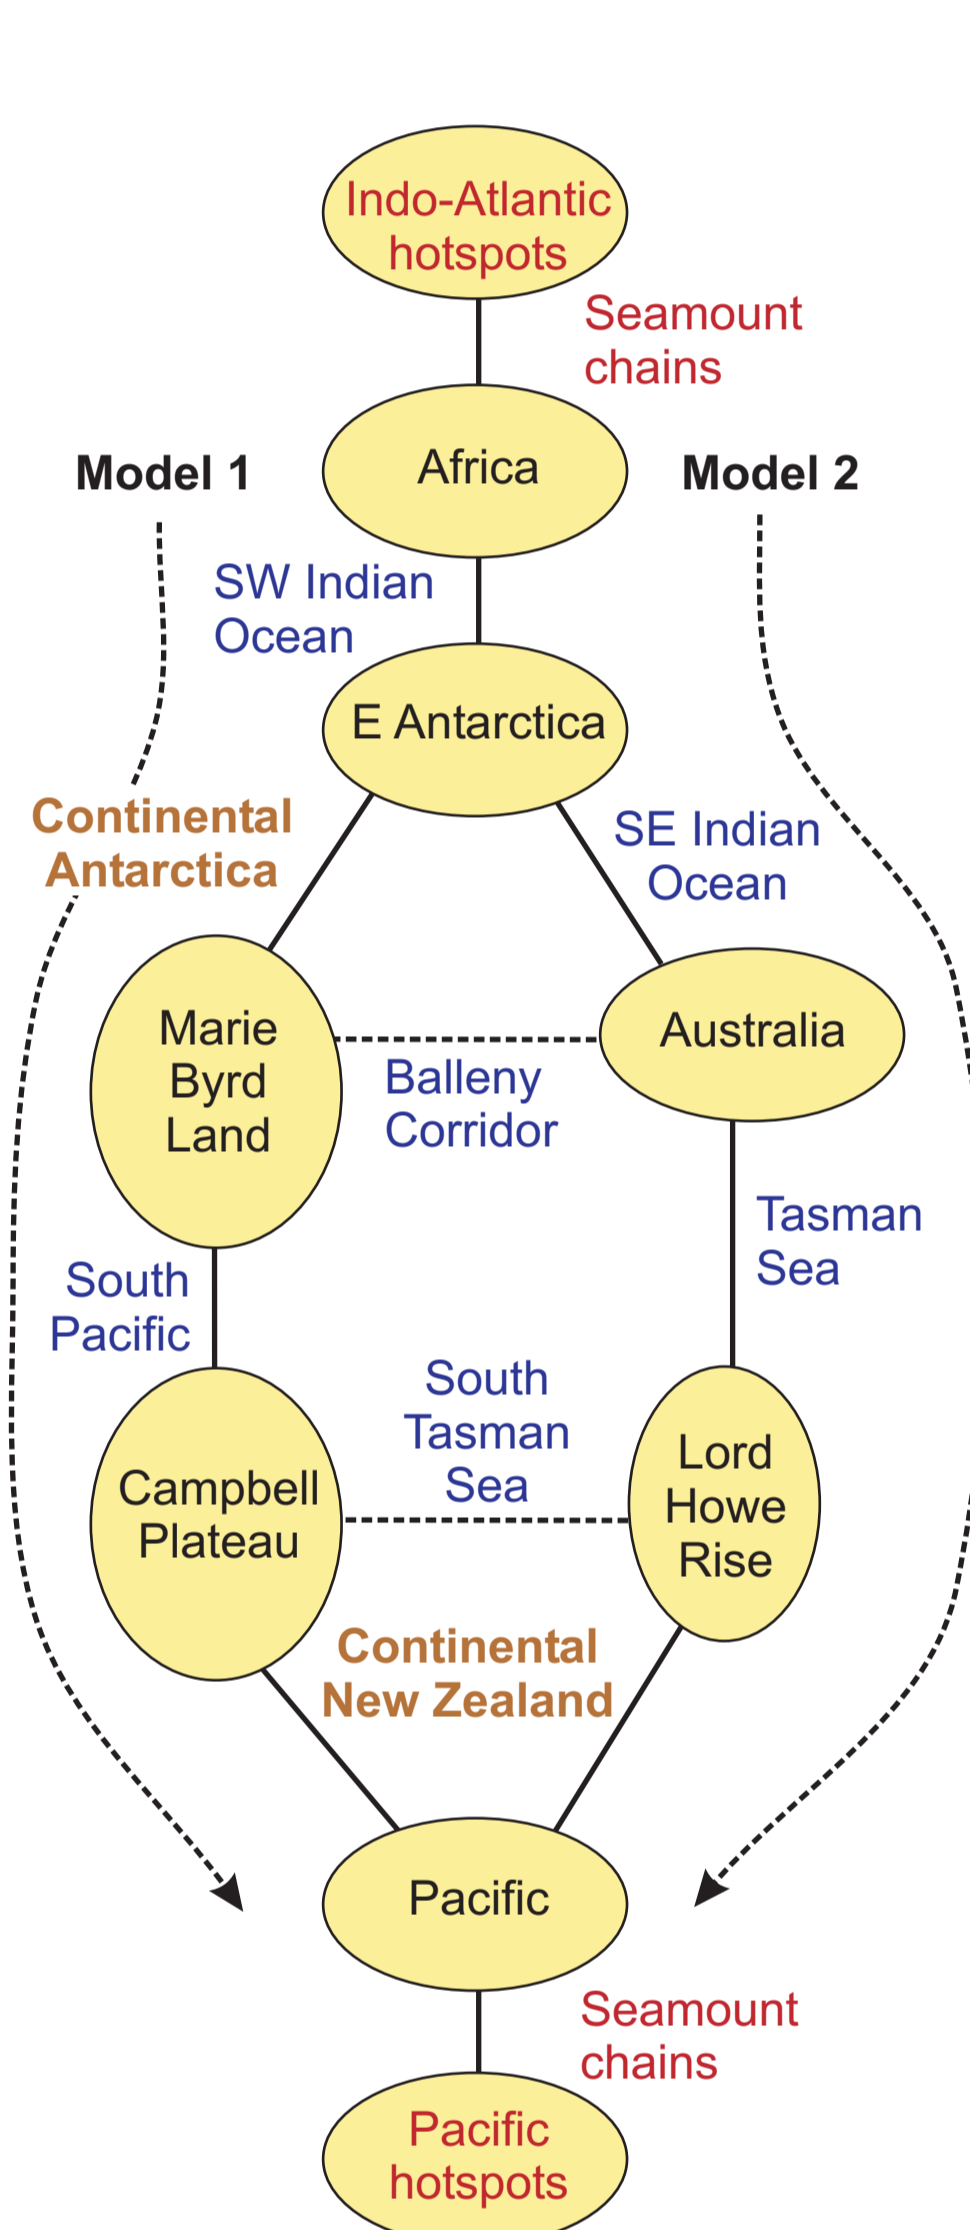 Indo-Atlantic
hotspots
Seamount
chains
Africa
Model 1
Model 2
SW Indian
Ocean
E Antarctica
Continental
Antarctica
SE Indian
Ocean
Marie
Byrd
Land
Australia
Balleny
Corridor
Tasman
Sea
South
Pacific
South
Tasman
Sea
Campbell
Plateau
Lord
Howe
Rise
Continental
New Zealand
Pacific
Seamount
chains
Pacific
hotspots